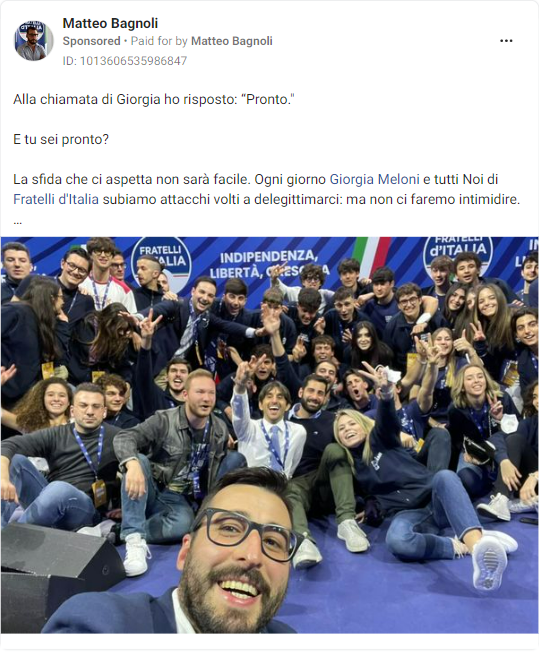 Matteo Bagnoli
Sponsored • Paid for by Matteo Bagnoli
ID: 1013606535986847
Alla chiamata di Giorgia ho risposto: “Pronto."
E tu sei pronto?
La sfida che ci aspetta non sarà facile. Ogni giorno Giorgia Meloni e tutti Noi di
Fratelli d'Italia subiamo attacchi volti a delegittimarci: ma non ci faremo intimidire.
...
FRATELLI
d'ITALIA
INDIPENDENZA,
LIBERTÀ, CRESCITA
FRATELLI
d'ITALIA